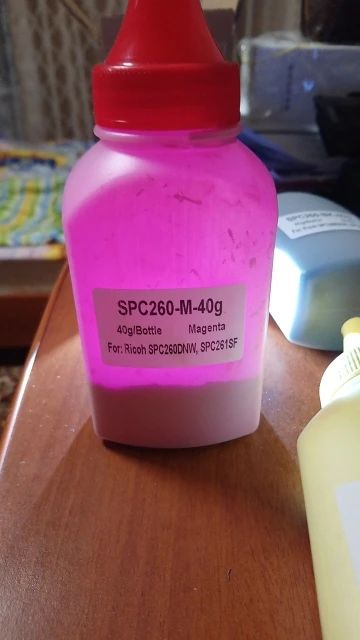 SPC260-M-40g
40g/Bottle Magenta
For: Ricoh SPC260DNW, SPC261SF